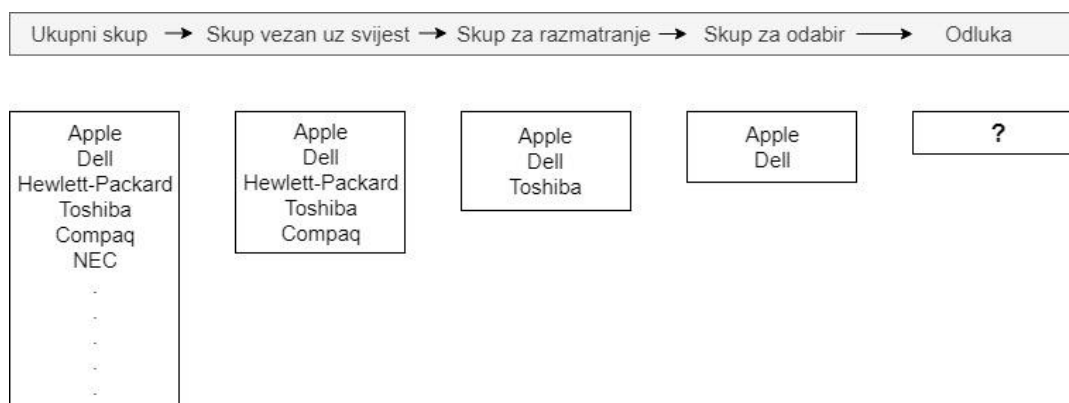 Ukupni skup → Skup vezan uz svijest → Skup za razmatranje → Skup za odabir → Odluka
Apple
Dell
Hewlett-Packard
Toshiba
Compaq
NEC
.
.
.
.
.
Apple
Dell
Hewlett-Packard
Toshiba
Compaq
Apple
Dell
Toshiba
Apple
Dell
?